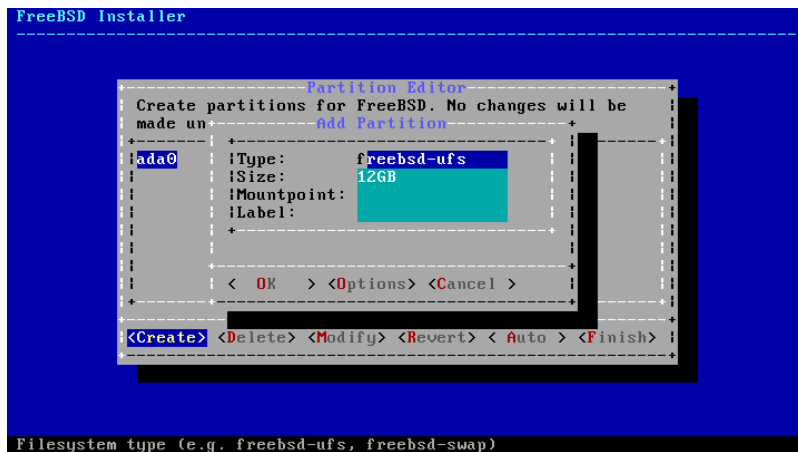 FreeBSD Installer
Partition Editor
Create partitions for FreeBSD. No changes will be
made un
Add Partition
ada0
Type: freebsd-ufs
Size: 12GB
Mountpoint:
Label:
< OK > <Options> <Cancel >
<Create> <Delete> <Modify> <Revert> < Auto > <Finish>
Filesystem type (e.g. freebsd-ufs, freebsd-swap)